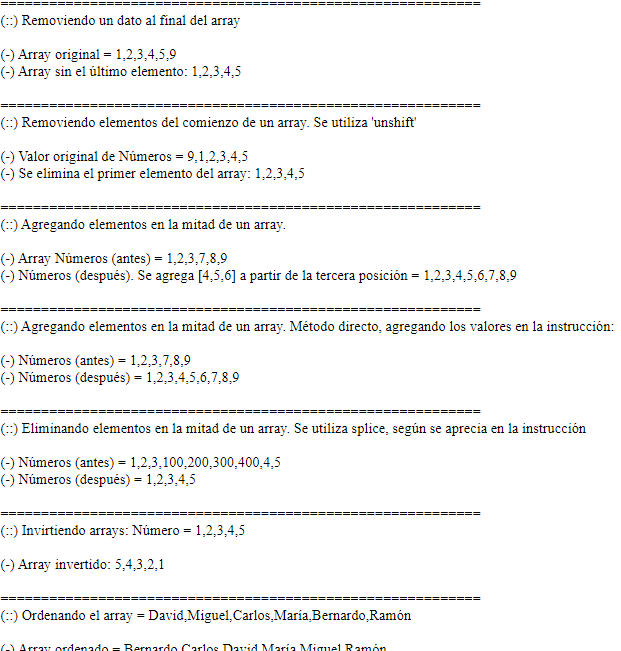 ============================================================
(::) Removiendo un dato al final del array
(-) Array original = 1,2,3,4,5,9
(-) Array sin el último elemento: 1,2,3,4,5
============================================================
(::) Removiendo elementos del comienzo de un array. Se utiliza 'unshift'
(-) Valor original de Números = 9,1,2,3,4,5
(-) Se elimina el primer elemento del array: 1,2,3,4,5
============================================================
(::) Agregando elementos en la mitad de un array.
(-) Array Números (antes) = 1,2,3,7,8,9
(-) Números (después). Se agrega [4,5,6] a partir de la tercera posición = 1,2,3,4,5,6,7,8,9
============================================================
(::) Agregando elementos en la mitad de un array. Método directo, agregando los valores en la instrucción:
(-) Números (antes) = 1,2,3,7,8,9
(-) Números (después) = 1,2,3,4,5,6,7,8,9
============================================================
(::) Eliminando elementos en la mitad de un array. Se utiliza splice, según se aprecia en la instrucción
(-) Números (antes) = 1,2,3,100,200,300,400,4,5
(-) Números (después) = 1,2,3,4,5
============================================================
(::) Invirtiendo arrays: Número = 1,2,3,4,5
(-) Array invertido: 5,4,3,2,1
============================================================
(::) Ordenando el array = David,Miguel,Carlos,María,Bernardo,Ramón
(-) Array ordenado = Bernardo,Carlos,David,María,Miguel,Ramón